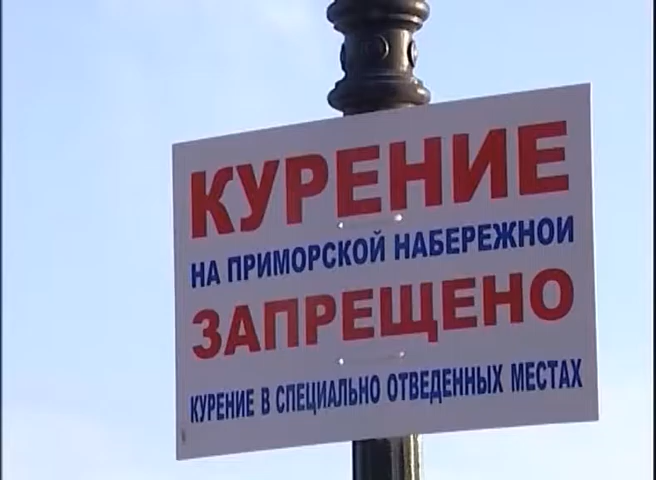 КУРЕНИЕ
НА ПРИМОРСКОЙ НАБЕРЕЖНОЙ
ЗАПРЕЩЕНО
КУРЕНИЕ В СПЕЦИАЛЬНО ОТВЕДЕННЫХ МЕСТАХ